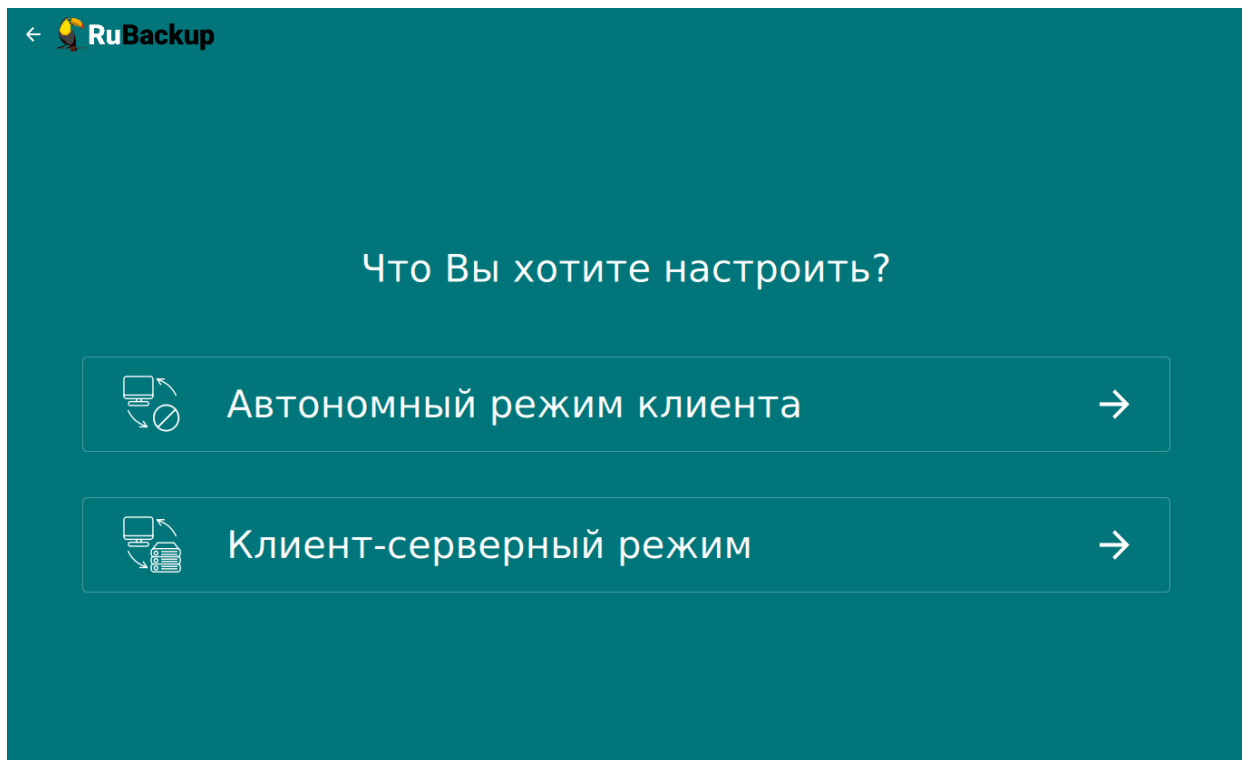 RuBackup
Что Вы хотите настроить?
Автономный режим клиента
Клиент-серверный режим